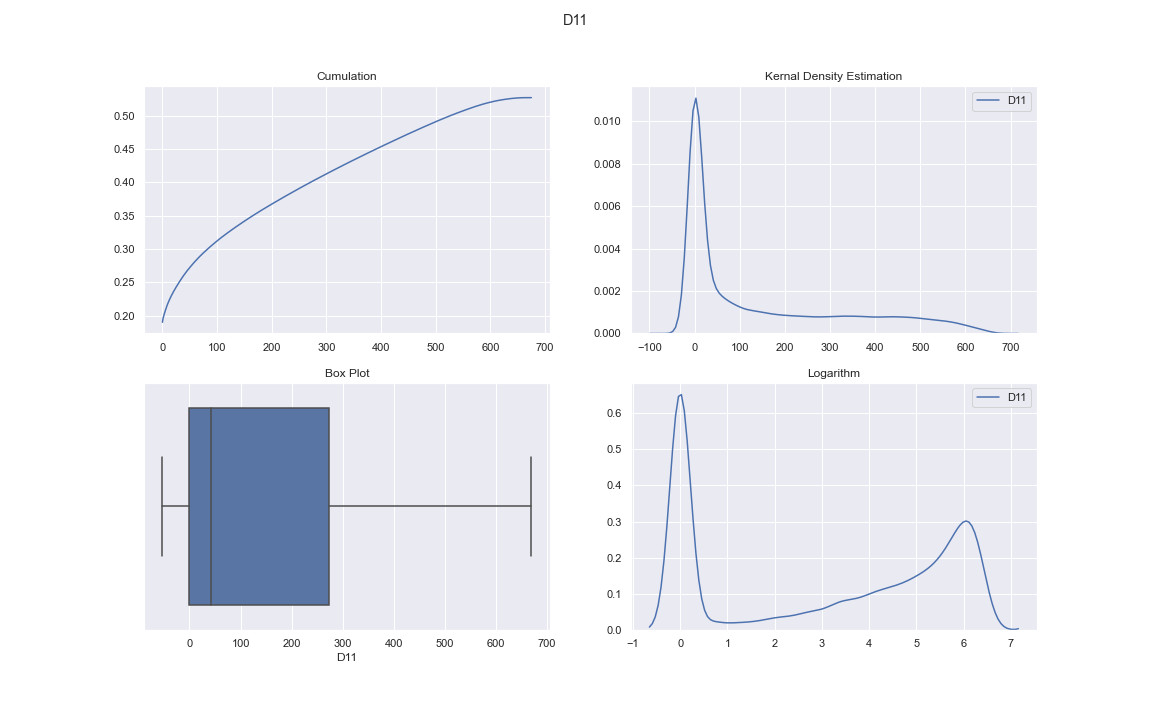 D11
Cumulation
0.50
0.45
0.40
0.35
0.30
0.25
0.20
0 100 200 300 400 500 600 700
Kernal Density Estimation
D11
0.010
0.008
0.006
0.004
0.002
0.000
−100 0 100 200 300 400 500 600 700
Box Plot
0 100 200 300 400 500 600 700
D11
Logarithm
D11
0.6
0.5
0.4
0.3
0.2
0.1
0.0
−1 0 1 2 3 4 5 6 7